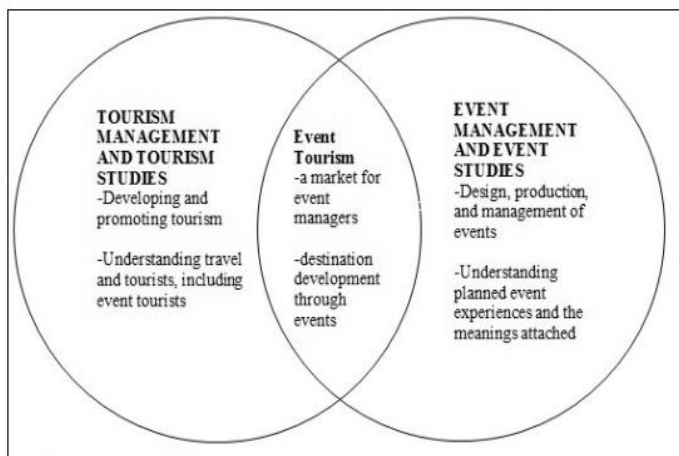 TOURISM
MANAGEMENT
AND TOURISM
STUDIES
-Developing and
promoting tourism
-Understanding travel
and tourists, including
event tourists
Event
Tourism
-a market for
event
managers
-destination
development
through
events
EVENT
MANAGEMENT
AND EVENT
STUDIES
-Design, production,
and management of
events
-Understanding
planned event
experiences and the
meanings attached